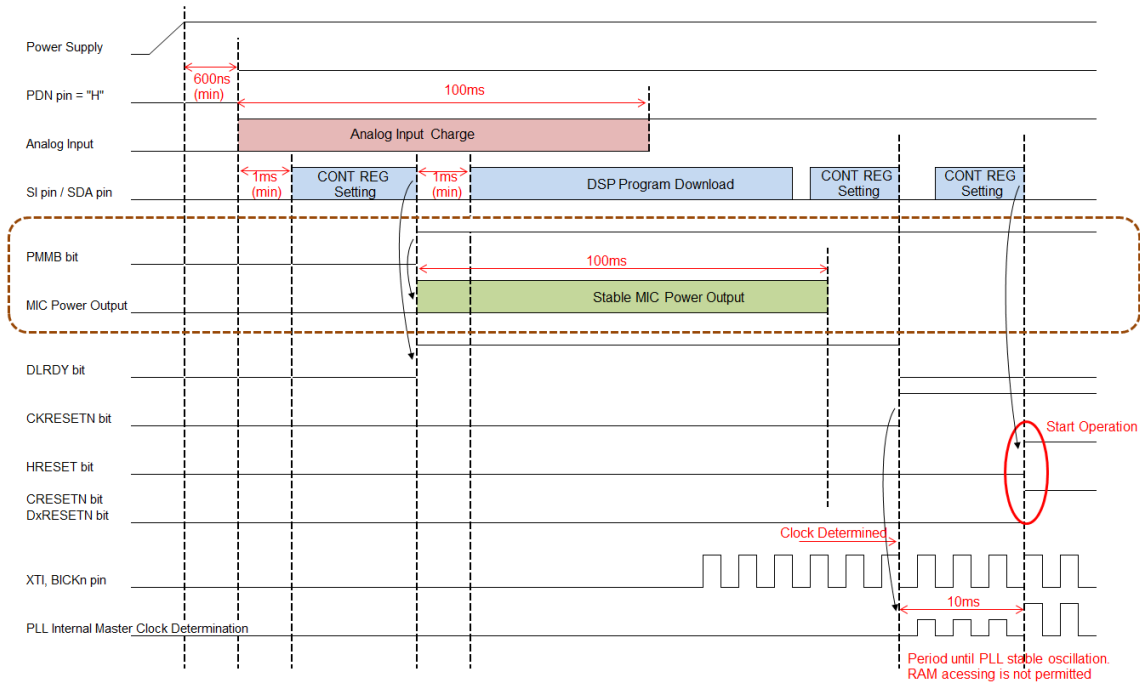 Power Supply
600ns
(min)
PDN pin = "H"
100ms
Analog Input
Analog Input Charge
1ms
(min)
CONT REG
Setting
1ms
(min)
DSP Program Download
CONT REG
Setting
CONT REG
Setting
SI pin / SDA pin
PMMB bit
100ms
MIC Power Output
Stable MIC Power Output
DLRDY bit
CKRESETN bit
Start Operation
HRESET bit
CRESETN bit
DxRESETN bit
Clock Determined
XTI, BICKn pin
10ms
PLL Internal Master Clock Determination
Period until PLL stable oscillation.
RAM acessing is not permitted